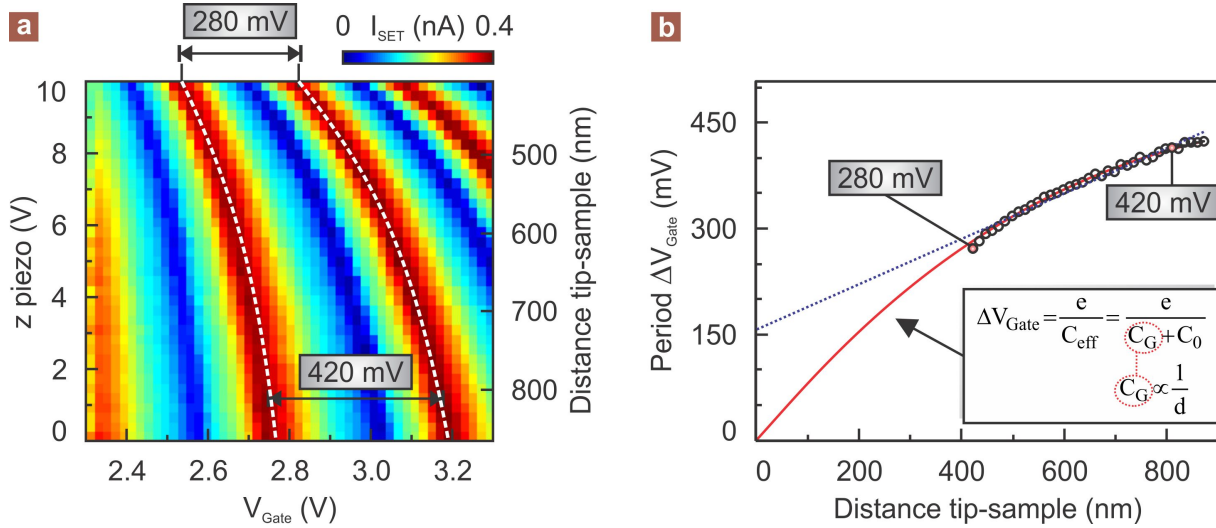 a
280 mV
0 I_SET (nA) 0.4
z piezo (V)
10
8
6
4
2
0
420 mV
500
600
700
800
Distance tip-sample (nm)
2.4 2.6 2.8 3.0 3.2
V_Gate (V)
b
Period ΔV_Gate (mV)
450
300
150
0
280 mV
420 mV
ΔV_Gate = e/C_eff = e/(C_G + C_0)
C_G ∝ 1/d
0 200 400 600 800
Distance tip-sample (nm)